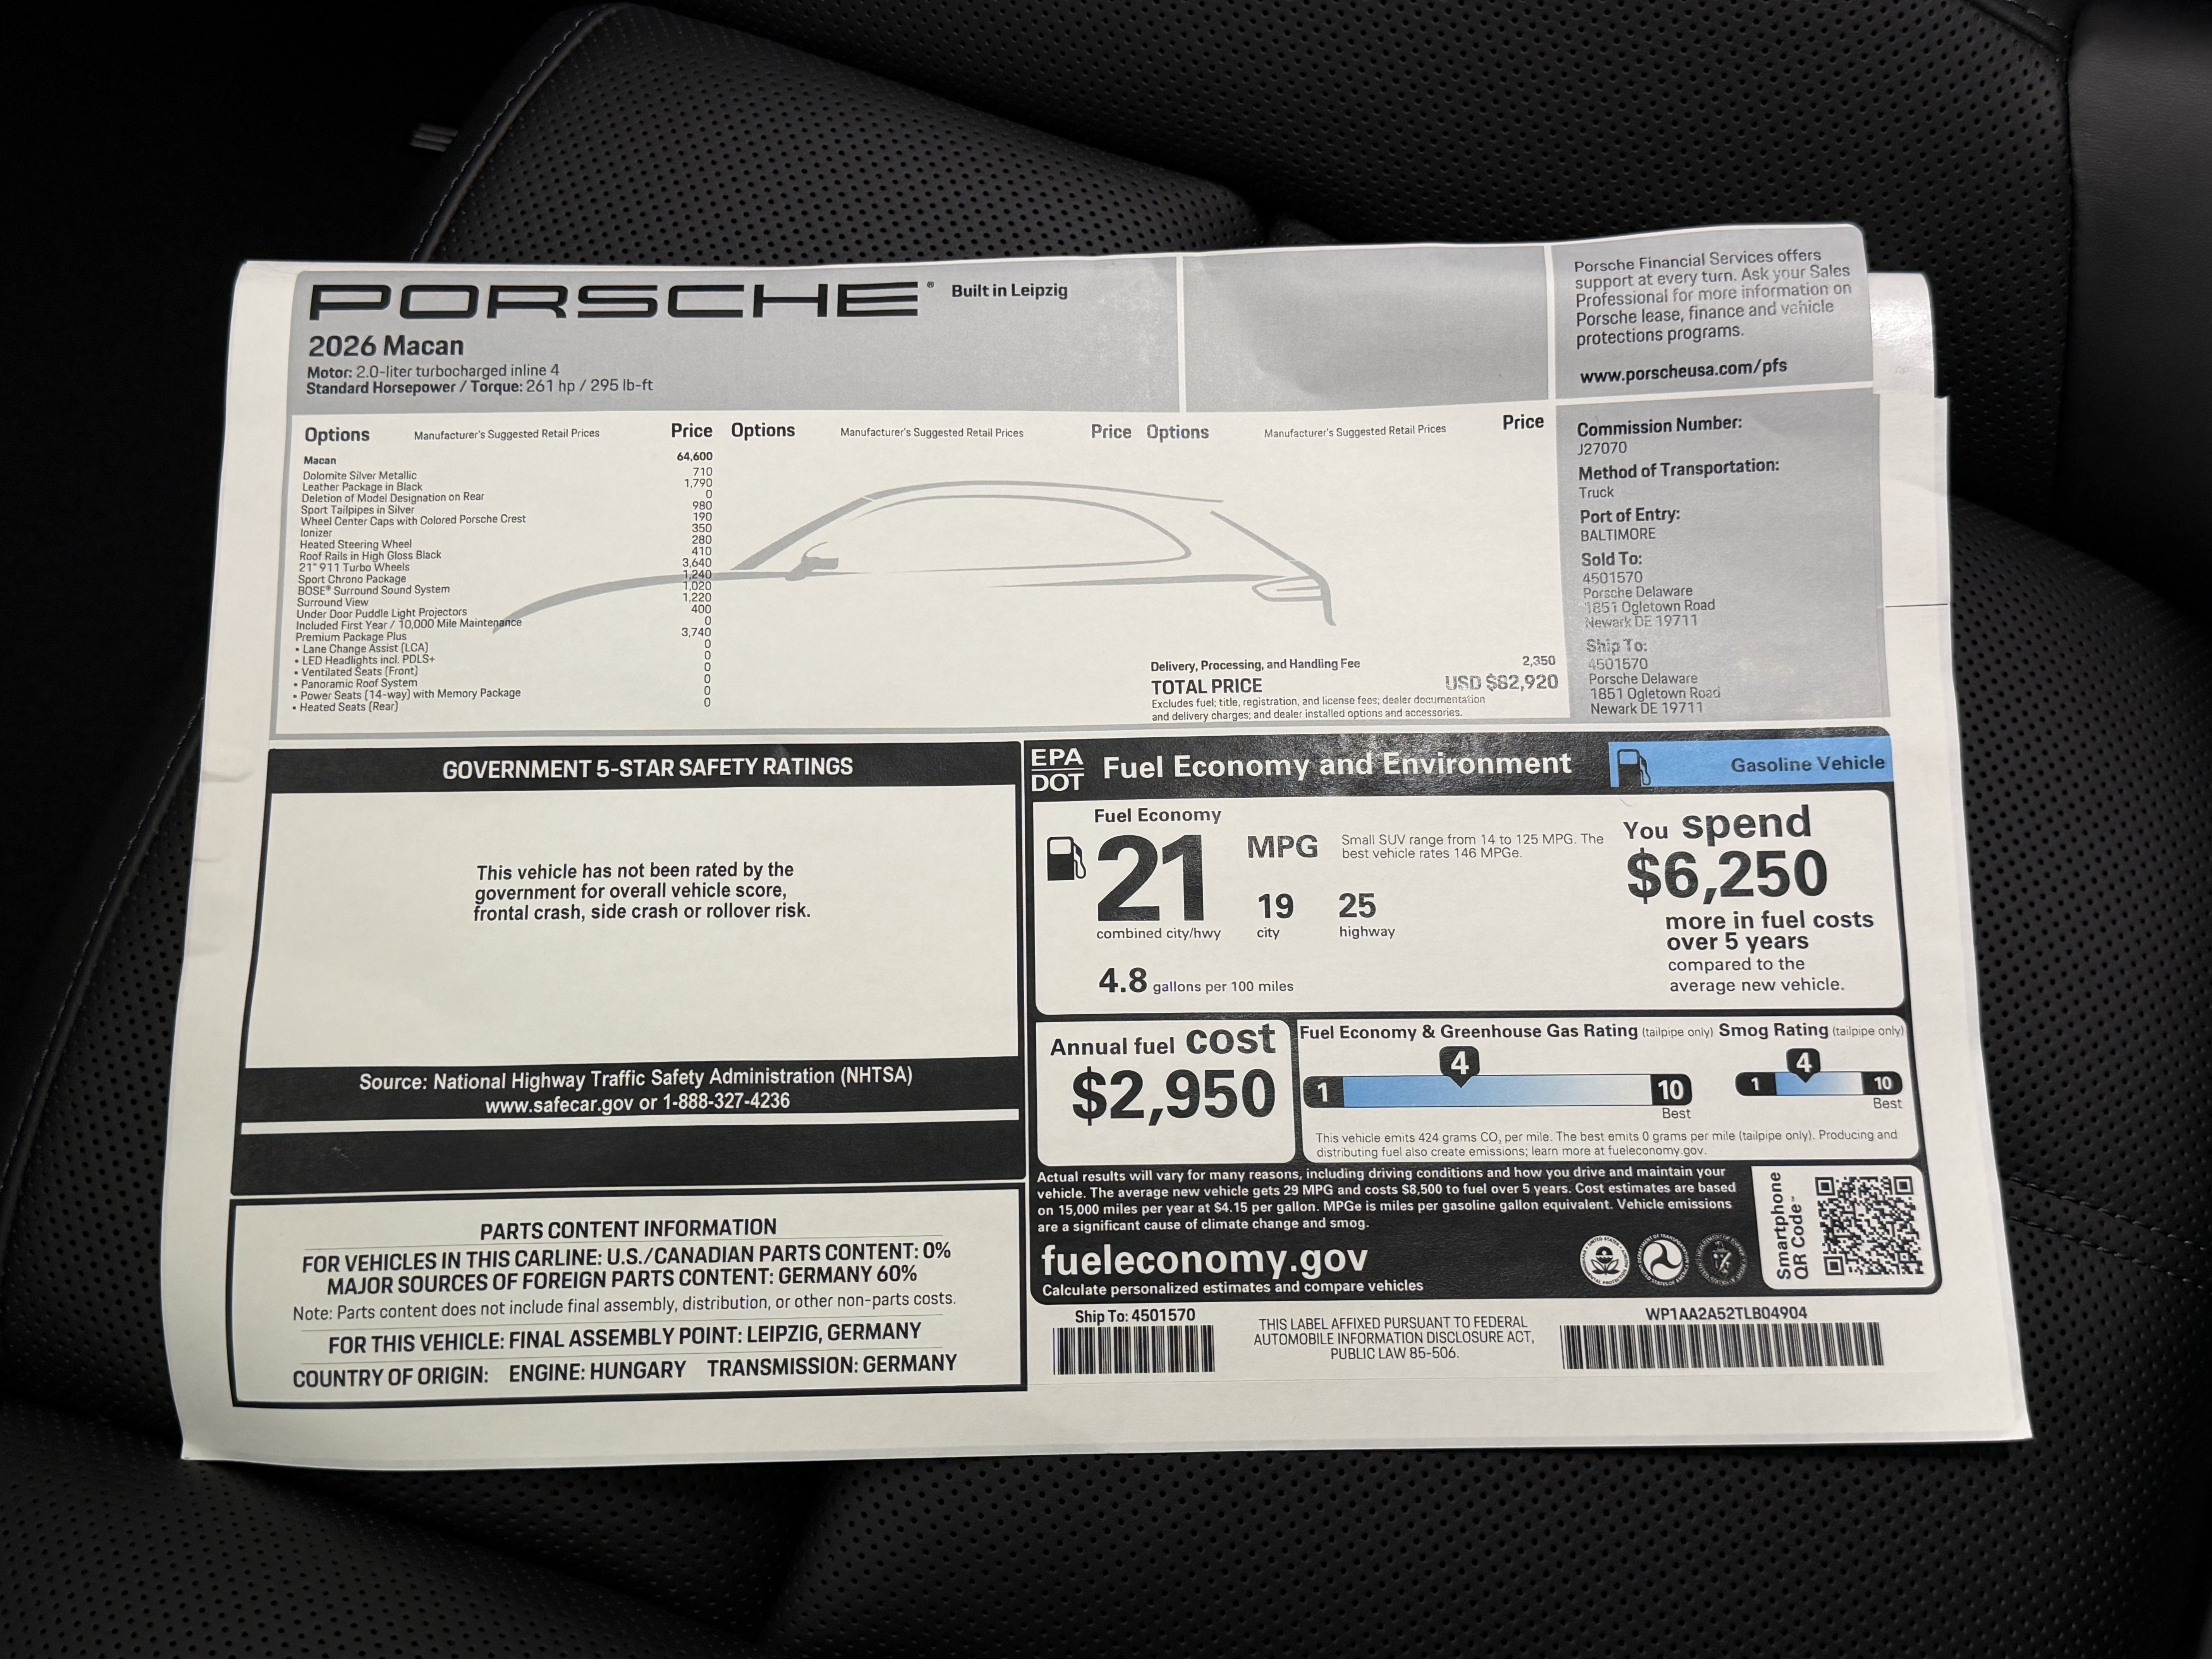 PORSCHE® Built in Leipzig
2026 Macan
Motor: 2.0-liter turbocharged inline 4
Standard Horsepower / Torque: 261 hp / 295 lb-ft
Porsche Financial Services offers
support at every turn. Ask your Sales
Professional for more information on
Porsche lease, finance and vehicle
protections programs.
www.porscheusa.com/pfs
Options Manufacturer's Suggested Retail Prices Price Options Manufacturer's Suggested Retail Prices Price Options Manufacturer's Suggested Retail Prices Price
Macan 64,600
Dolomite Silver Metallic 710
Leather Package in Black 1,790
Deletion of Model Designation on Rear 0
Sport Tailpipes in Silver 980
Wheel Center Caps with Colored Porsche Crest 190
Ionizer 350
Heated Steering Wheel 280
Roof Rails in High Gloss Black 410
21" 911 Turbo Wheels 3,640
Sport Chrono Package 1,240
BOSE® Surround Sound System 1,020
Surround View 1,220
Under Door Puddle Light Projectors 400
Included First Year / 10,000 Mile Maintenance 0
Premium Package Plus 3,740
• Lane Change Assist (LCA) 0
• LED Headlights incl. PDLS+ 0
• Ventilated Seats (Front) 0
• Panoramic Roof System 0
• Power Seats (14-way) with Memory Package 0
• Heated Seats (Rear) 0
Delivery, Processing, and Handling Fee 2,350
TOTAL PRICE USD $82,920
Excludes fuel; title, registration, and license fees; dealer documentation
and delivery charges; and dealer installed options and accessories.
Commission Number:
J27070
Method of Transportation:
Truck
Port of Entry:
BALTIMORE
Sold To:
4501570
Porsche Delaware
1851 Ogletown Road
Newark DE 19711
Ship To:
4501570
Porsche Delaware
1851 Ogletown Road
Newark DE 19711
GOVERNMENT 5-STAR SAFETY RATINGS
This vehicle has not been rated by the
government for overall vehicle score,
frontal crash, side crash or rollover risk.
Source: National Highway Traffic Safety Administration (NHTSA)
www.safecar.gov or 1-888-327-4236
PARTS CONTENT INFORMATION
FOR VEHICLES IN THIS CARLINE: U.S./CANADIAN PARTS CONTENT: 0%
MAJOR SOURCES OF FOREIGN PARTS CONTENT: GERMANY 60%
Note: Parts content does not include final assembly, distribution, or other non-parts costs.
FOR THIS VEHICLE: FINAL ASSEMBLY POINT: LEIPZIG, GERMANY
COUNTRY OF ORIGIN: ENGINE: HUNGARY TRANSMISSION: GERMANY
EPA
DOT
Fuel Economy and Environment
Gasoline Vehicle
Fuel Economy
21 MPG
Small SUV range from 14 to 125 MPG. The
best vehicle rates 146 MPGe.
19 25
combined city/hwy city highway
4.8 gallons per 100 miles
You spend
$6,250
more in fuel costs
over 5 years
compared to the
average new vehicle.
Annual fuel cost
$2,950
Fuel Economy & Greenhouse Gas Rating (tailpipe only) Smog Rating (tailpipe only)
4
1 10
Best
4
1 10
Best
This vehicle emits 424 grams CO₂ per mile. The best emits 0 grams per mile (tailpipe only). Producing and
distributing fuel also create emissions; learn more at fueleconomy.gov.
Actual results will vary for many reasons, including driving conditions and how you drive and maintain your
vehicle. The average new vehicle gets 29 MPG and costs $8,500 to fuel over 5 years. Cost estimates are based
on 15,000 miles per year at $4.15 per gallon. MPGe is miles per gasoline gallon equivalent. Vehicle emissions
are a significant cause of climate change and smog.
fueleconomy.gov
Calculate personalized estimates and compare vehicles
Smartphone
QR Code™
Ship To: 4501570
THIS LABEL AFFIXED PURSUANT TO FEDERAL
AUTOMOBILE INFORMATION DISCLOSURE ACT,
PUBLIC LAW 85-506.
WP1AA2A52TLB04904